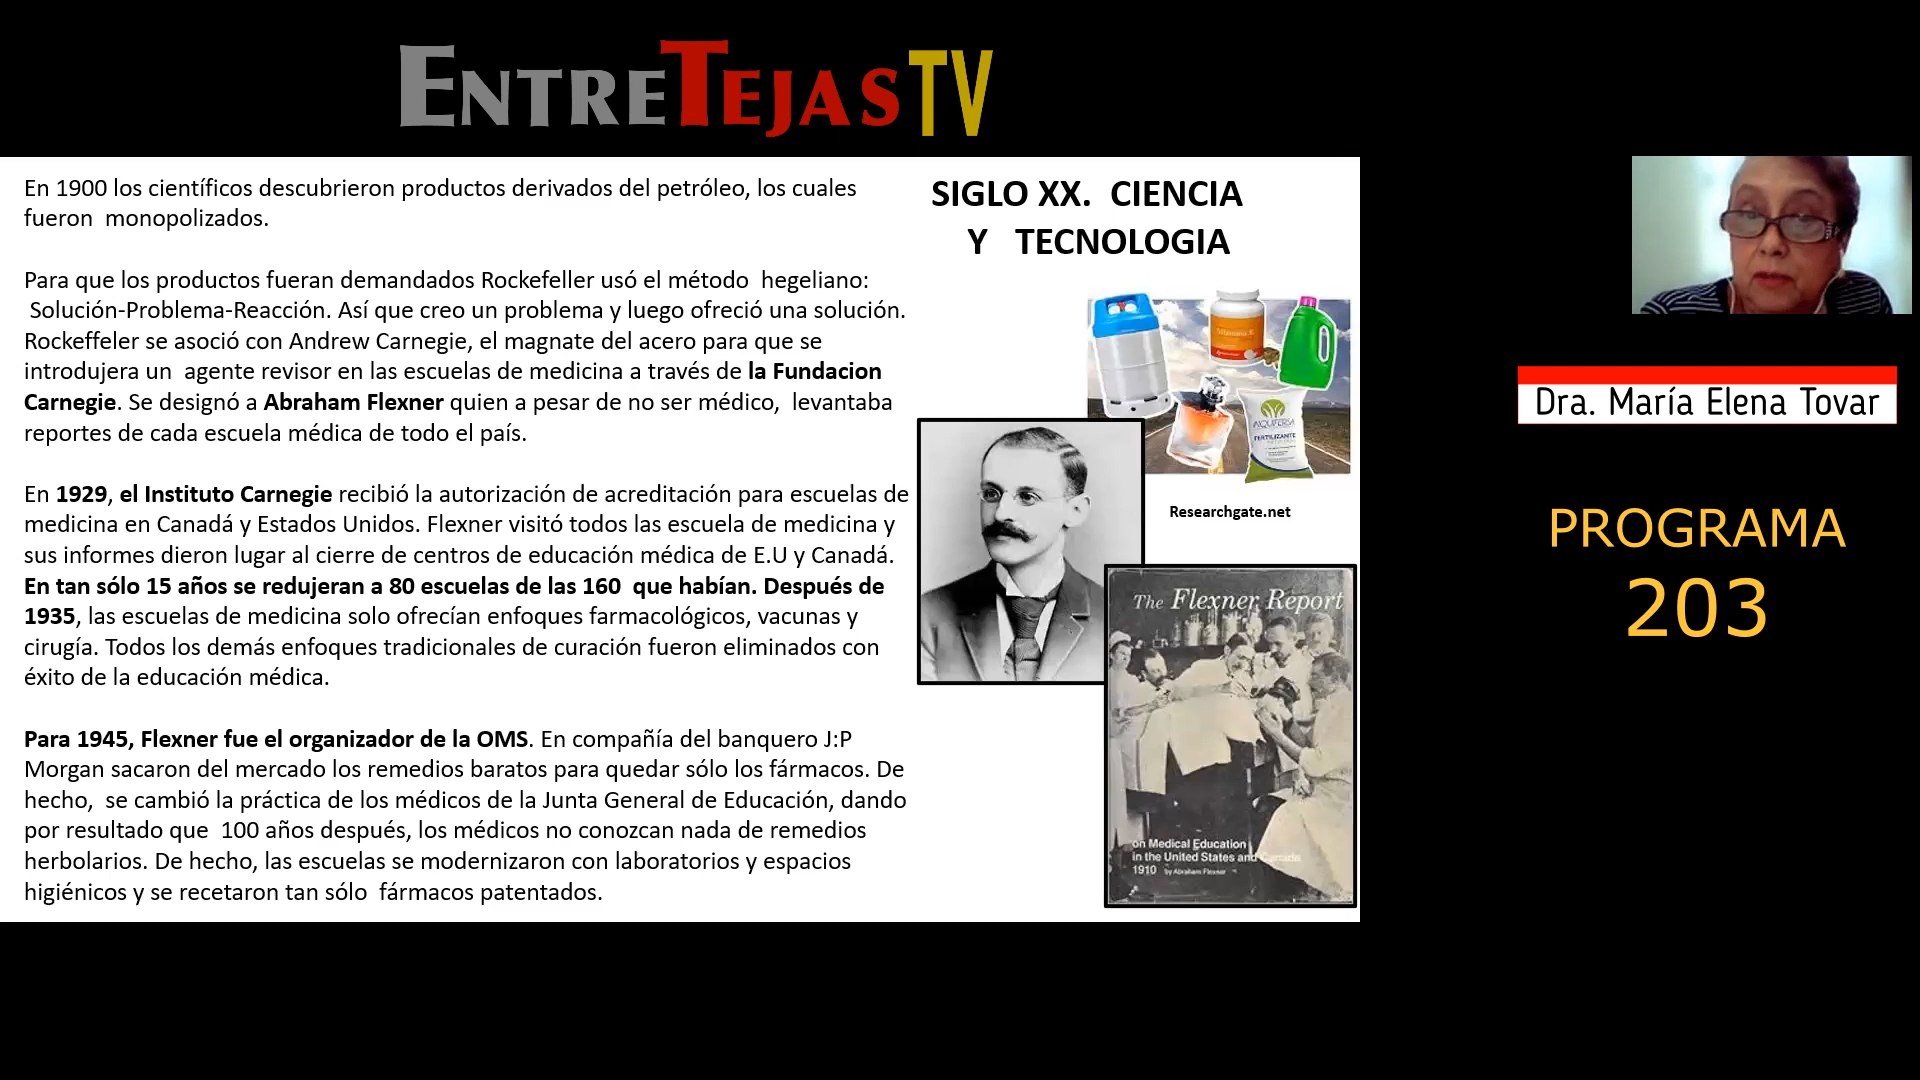 ENTRETEJASTV
En 1900 los científicos descubrieron productos derivados del petróleo, los cuales
fueron monopolizados.
Para que los productos fueran demandados Rockefeller usó el método hegeliano:
Solución-Problema-Reacción. Así que creo un problema y luego ofreció una solución.
Rockeffeler se asoció con Andrew Carnegie, el magnate del acero para que se
introdujera un agente revisor en las escuelas de medicina a través de la Fundacion
Carnegie. Se designó a Abraham Flexner quien a pesar de no ser médico, levantaba
reportes de cada escuela médica de todo el país.
En 1929, el Instituto Carnegie recibió la autorización de acreditación para escuelas de
medicina en Canadá y Estados Unidos. Flexner visitó todos las escuela de medicina y
sus informes dieron lugar al cierre de centros de educación médica de E.U y Canadá.
En tan sólo 15 años se redujeran a 80 escuelas de las 160 que habían. Después de
1935, las escuelas de medicina solo ofrecían enfoques farmacológicos, vacunas y
cirugía. Todos los demás enfoques tradicionales de curación fueron eliminados con
éxito de la educación médica.
Para 1945, Flexner fue el organizador de la OMS. En compañía del banquero J:P
Morgan sacaron del mercado los remedios baratos para quedar sólo los fármacos. De
hecho, se cambió la práctica de los médicos de la Junta General de Educación, dando
por resultado que 100 años después, los médicos no conozcan nada de remedios
herbolarios. De hecho, las escuelas se modernizaron con laboratorios y espacios
higiénicos y se recetaron tan sólo fármacos patentados.
SIGLO XX. CIENCIA
Y TECNOLOGIA
FERTILIZANTE
Researchgate.net
The Flexner Report
on Medical Education
in the United States and Canada
1910 by Abraham Flexner
Dra. María Elena Tovar
PROGRAMA
203